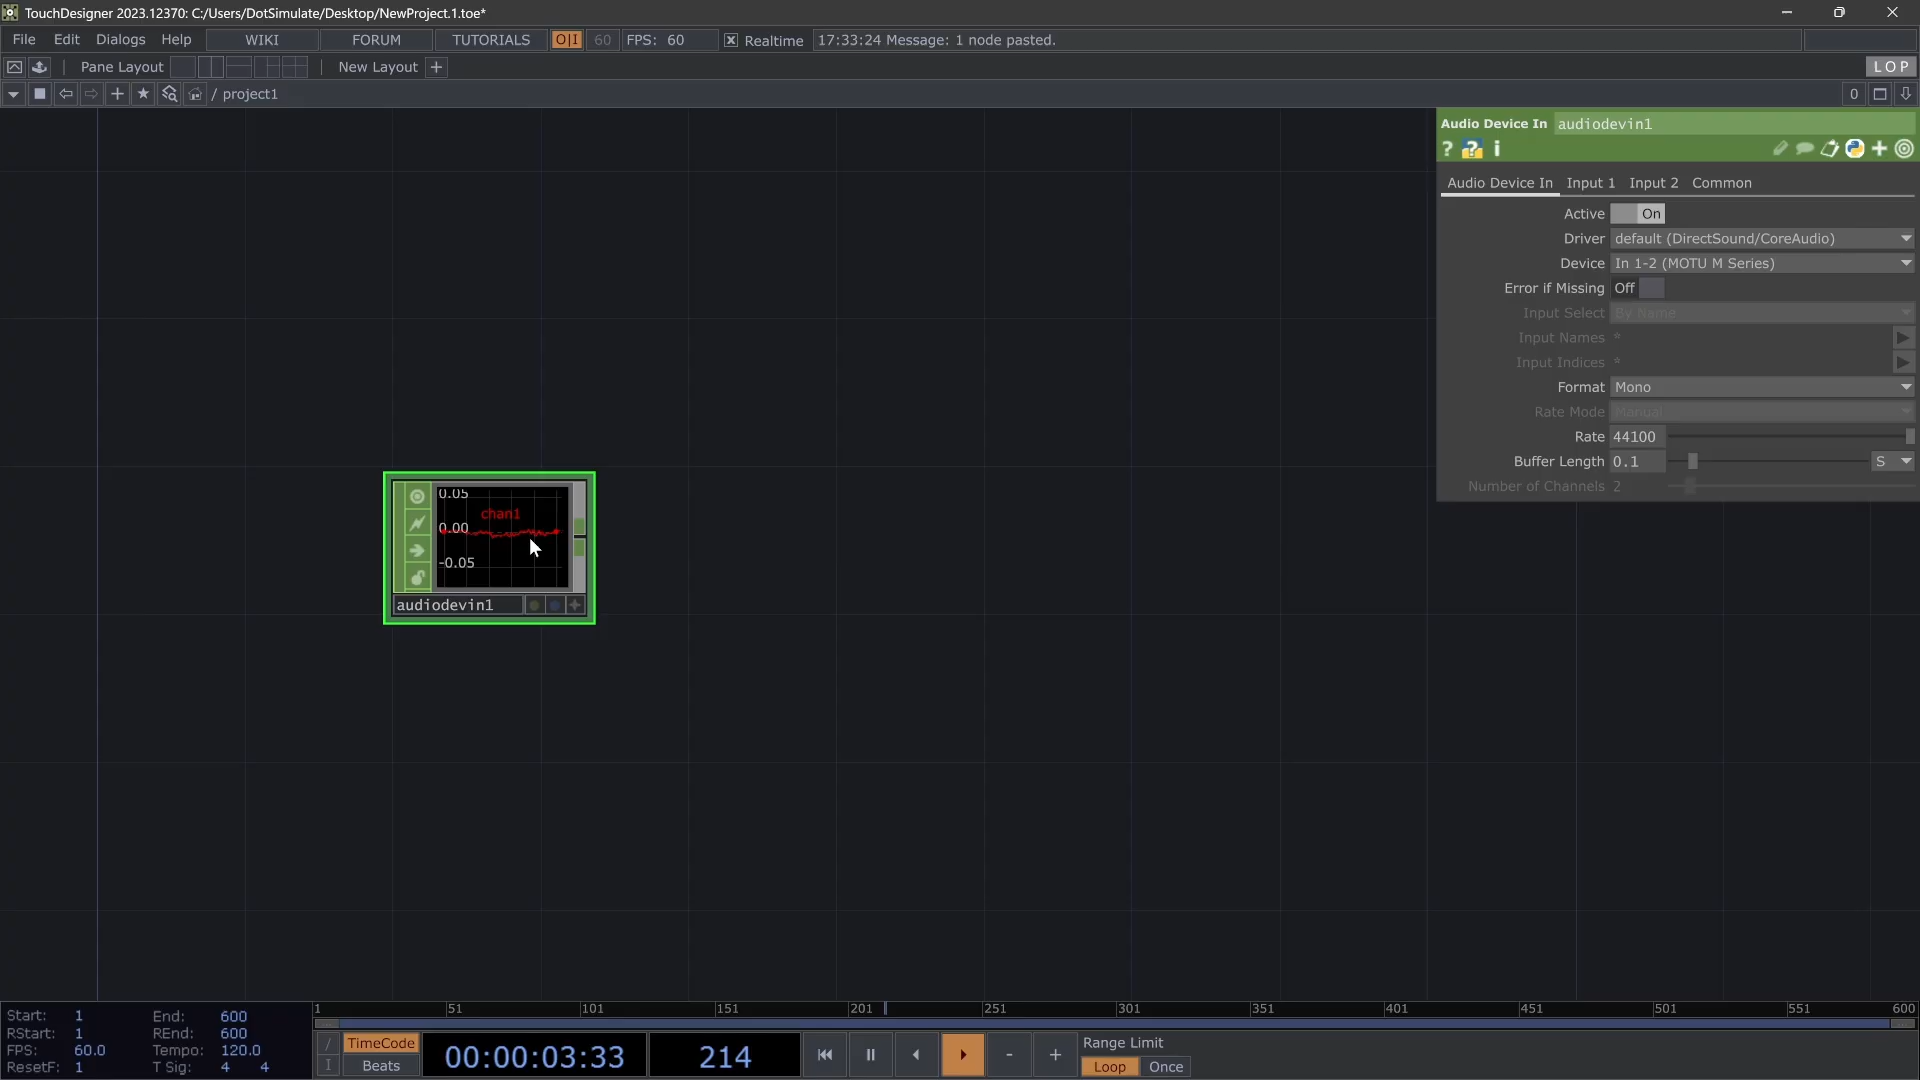 TouchDesigner 2023.12370: C:/Users/DotSimulate/Desktop/NewProject.1.toe*
File Edit Dialogs Help WIKI FORUM TUTORIALS O|I 60 FPS: 60 Realtime 17:33:24 Message: 1 node pasted.
Pane Layout New Layout + LOP
/ project1 0
Audio Device In audiodevin1
? ? i
Audio Device In Input 1 Input 2 Common
Active On
Driver default (DirectSound/CoreAudio)
Device In 1-2 (MOTU M Series)
Error if Missing Off
Input Select By Name
Input Names *
Input Indices *
Format Mono
Rate Mode Manual
Rate 44100
Buffer Length 0.1 S
Number of Channels 2
0.05
chan1
0.00
-0.05
audiodevin1
1 51 101 151 201 251 301 351 401 451 501 551 600
Start: 1 End: 600
RStart: 1 REnd: 600
FPS: 60.0 Tempo: 120.0
ResetF: 1 T Sig: 4 4
/ TimeCode
I Beats
00:00:03:33 214 - +
Range Limit
Loop Once